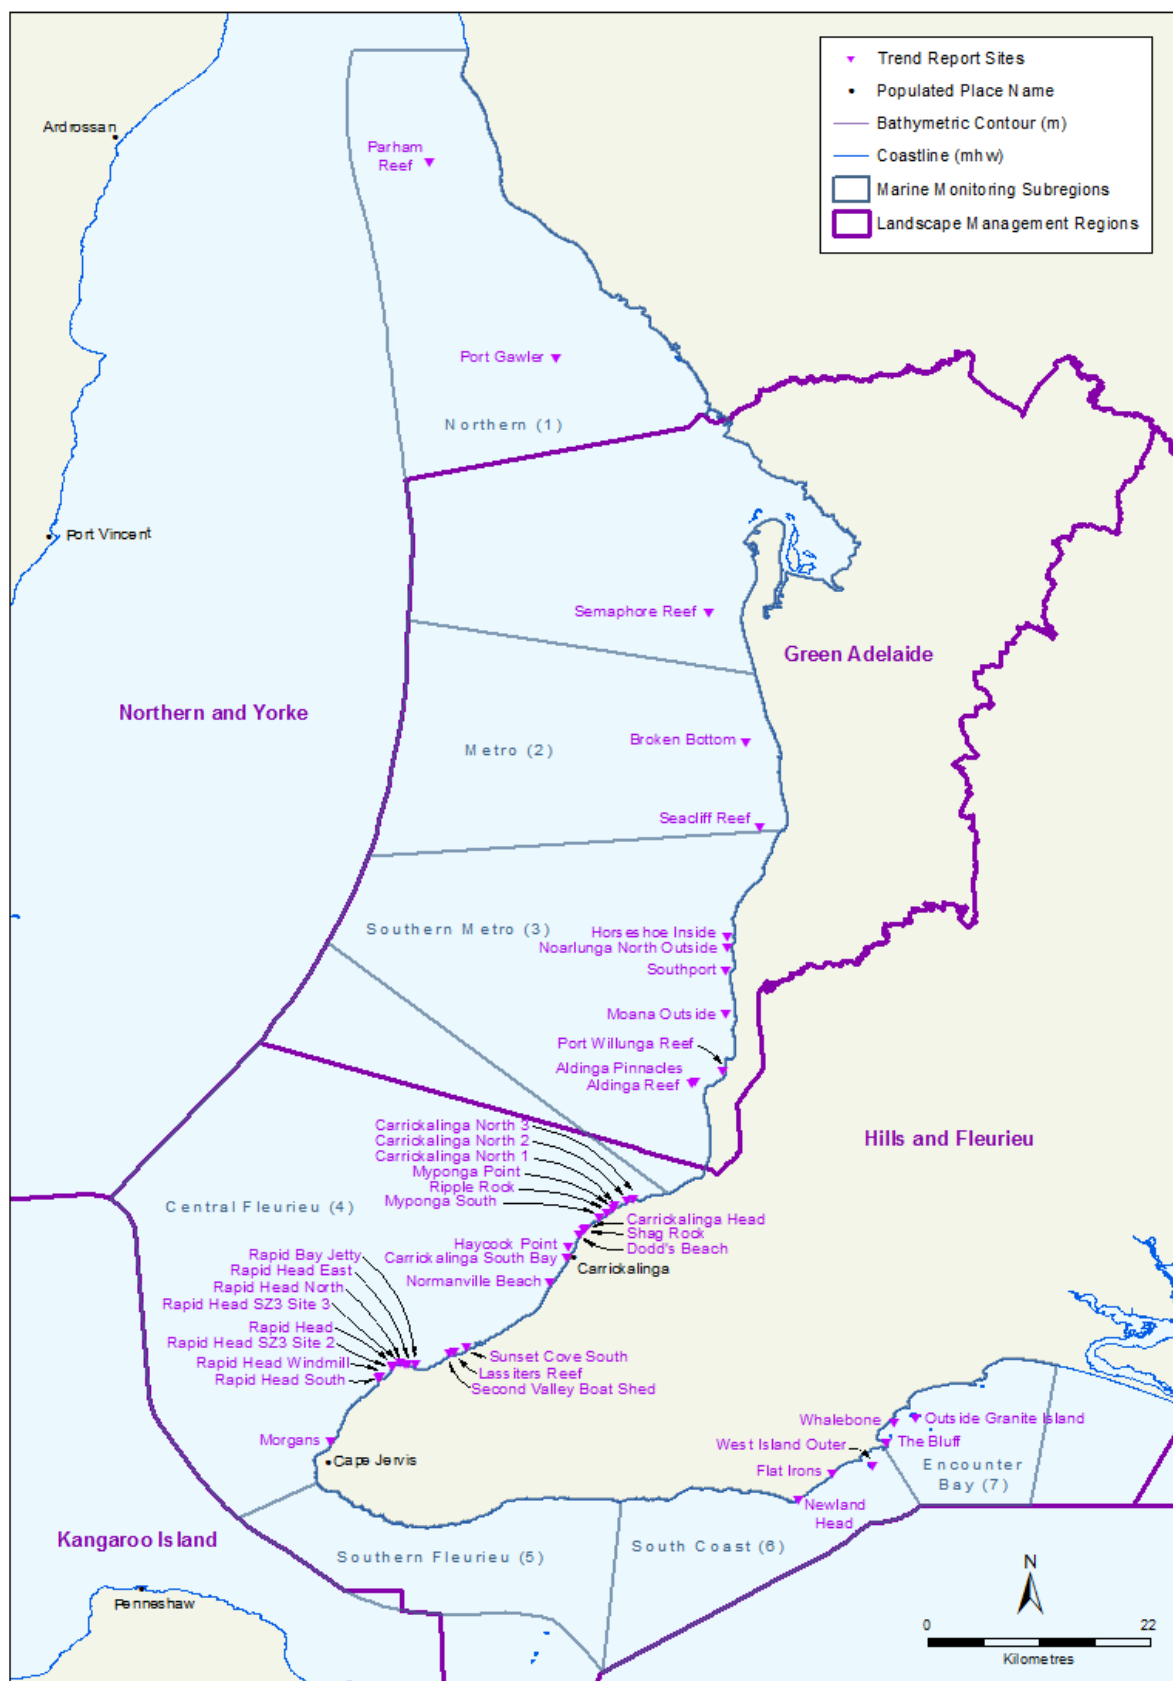 Trend Report Sites
Populated Place Name
Bathymetric Contour (m)
Coastline (mhw)
Marine Monitoring Subregions
Landscape Management Regions
Ardrossan
Parham
Reef
Port Gawler
Northern (1)
Port Vincent
Semaphore Reef
Green Adelaide
Northern and Yorke
Metro (2)
Broken Bottom
Seacliff Reef
Southern Metro (3)
Horseshoe Inside
Noarlunga North Outside
Southport
Moana Outside
Port Willunga Reef
Aldinga Pinnacles
Aldinga Reef
Carrickalinga North 3
Carrickalinga North 2
Carrickalinga North 1
Myponga Point
Ripple Rock
Myponga South
Hills and Fleurieu
Central Fleurieu (4)
Carrickalinga Head
Shag Rock
Dodd's Beach
Haycock Point
Carrickalinga South Bay
Carrickalinga
Normanville Beach
Rapid Bay Jetty
Rapid Head East
Rapid Head North
Rapid Head SZ3 Site 3
Rapid Head
Rapid Head SZ3 Site 2
Rapid Head Windmill
Rapid Head South
Sunset Cove South
Lassiters Reef
Second Valley Boat Shed
Morgans
Cape Jervis
Whalebone
Outside Granite Island
West Island Outer
The Bluff
Flat Irons
Encounter
Bay (7)
Newland
Head
Kangaroo Island
Southern Fleurieu (5)
South Coast (6)
Penneshaw
N
0 22
Kilometres